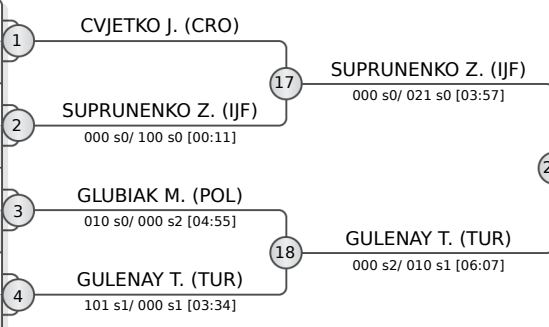 CVJETKO J. (CRO)
1
SUPRUNENKO Z. (IJF)
17
000 s0/ 021 s0 [03:57]
SUPRUNENKO Z. (IJF)
2
000 s0/ 100 s0 [00:11]
2
GLUBIAK M. (POL)
3
010 s0/ 000 s2 [04:55]
GULENAY T. (TUR)
18
000 s2/ 010 s1 [06:07]
GULENAY T. (TUR)
4
101 s1/ 000 s1 [03:34]